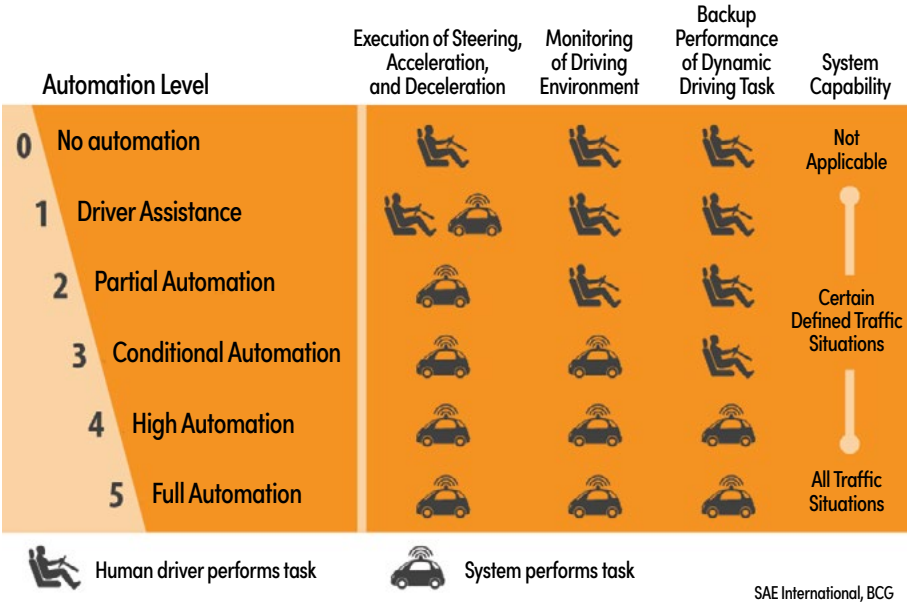 Automation Level
Execution of Steering,
Acceleration,
and Deceleration
Monitoring
of Driving
Environment
Backup
Performance
of Dynamic
Driving Task
System
Capability
0 No automation
Not
Applicable
1 Driver Assistance
2 Partial Automation
Certain
Defined Traffic
Situations
3 Conditional Automation
4 High Automation
5 Full Automation
All Traffic
Situations
Human driver performs task
System performs task
SAE International, BCG